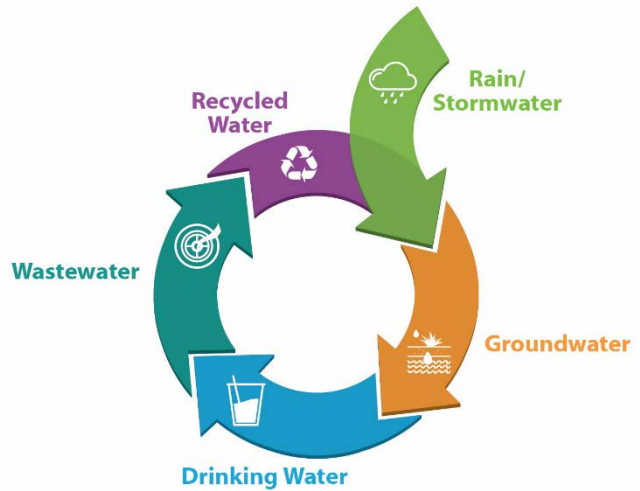 Rain/
Stormwater
Recycled
Water
Wastewater
Groundwater
Drinking Water